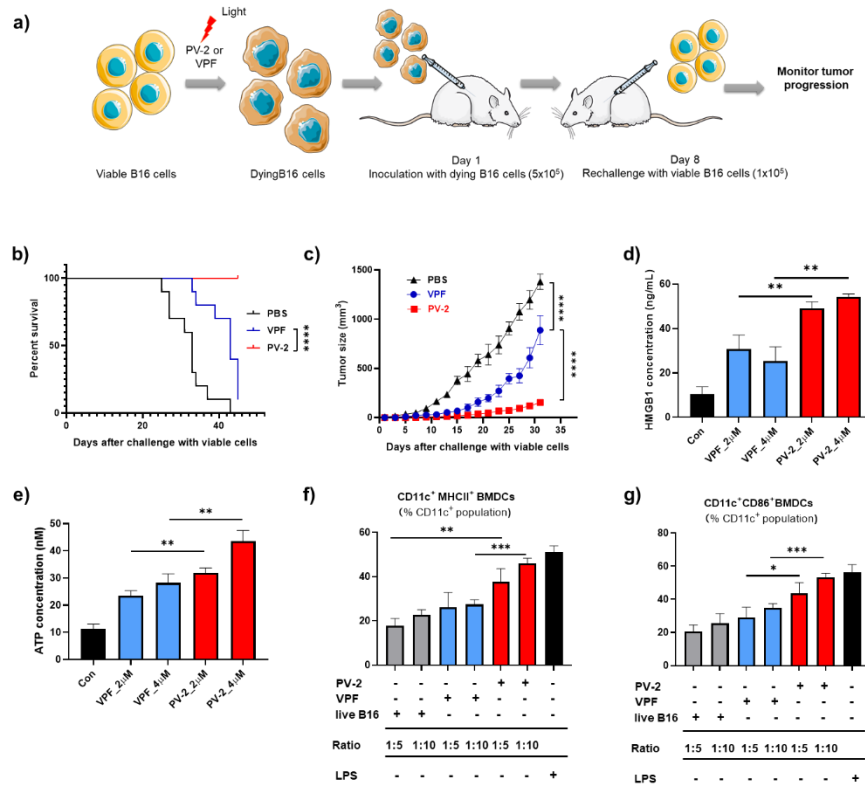 a)
Light
PV-2 or
VPF
Viable B16 cells
DyingB16 cells
Day 1
Inoculation with dying B16 cells (5x10⁵)
Day 8
Rechallenge with viable B16 cells (1x10⁵)
Monitor tumor
progression
b)
Percent survival
100
50
0
0 20 40
Days after challenge with viable cells
PBS
VPF
PV-2
****
c)
Tumor size (mm³)
1500
1000
500
0
0 5 10 15 20 25 30 35
Days after challenge with viable cells
PBS
VPF
PV-2
****
****
d)
HMGB1 concentration (ng/mL)
60
40
20
0
** **
Con VPF_2μM VPF_4μM PV-2_2μM PV-2_4μM
e)
ATP concentration (nM)
50
40
30
20
10
0
** **
Con VPF_2μM VPF_4μM PV-2_2μM PV-2_4μM
f)
CD11c⁺ MHCII⁺ BMDCs
(% CD11c⁺ population)
60
40
20
0
** ***
PV-2 - - - - + + -
VPF - - + + - - -
live B16 + + - - - - -
Ratio 1:5 1:10 1:5 1:10 1:5 1:10
LPS - - - - - - +
g)
CD11c⁺CD86⁺BMDCs
(% CD11c⁺ population)
80
60
40
20
0
* ***
PV-2 - - - - + + -
VPF - - + + - - -
live B16 + + - - - - -
Ratio 1:5 1:10 1:5 1:10 1:5 1:10
LPS - - - - - - +